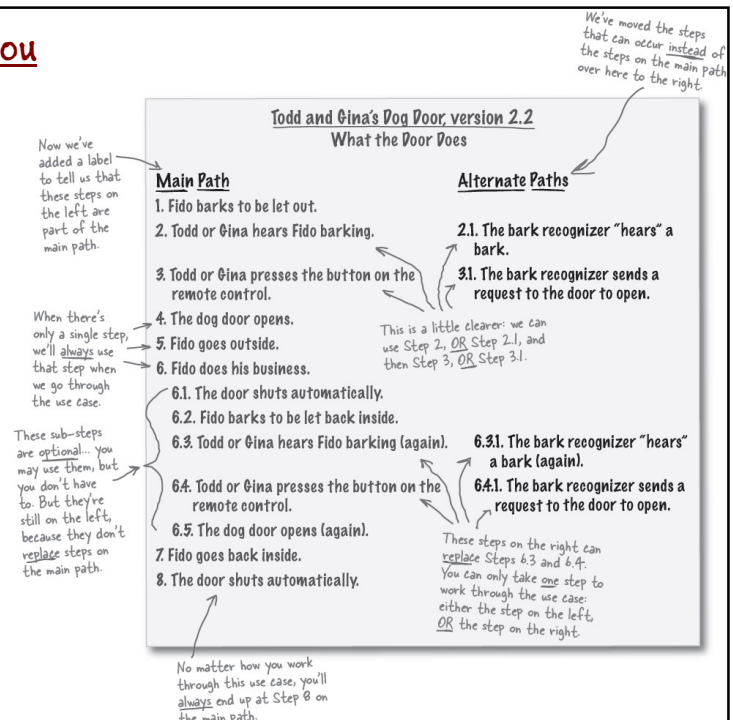 ou
We've moved the steps
that can occur instead of
the steps on the main path
over here to the right.
Todd and Gina's Dog Door, version 2.2
What the Door Does
Now we've
added a label
to tell us that
these steps on
the left are
part of the
main path.
Main Path
Alternate Paths
1. Fido barks to be let out.
2. Todd or Gina hears Fido barking.
2.1. The bark recognizer "hears" a
bark.
3. Todd or Gina presses the button on the
remote control.
3.1. The bark recognizer sends a
request to the door to open.
When there's
only a single step,
we'll always use
that step when
we go through
the use case.
4. The dog door opens.
5. Fido goes outside.
6. Fido does his business.
This is a little clearer: we can
use Step 2, OR Step 2.1, and
then Step 3, OR Step 3.1.
6.1. The door shuts automatically.
6.2. Fido barks to be let back inside.
6.3. Todd or Gina hears Fido barking (again).
6.3.1. The bark recognizer "hears"
a bark (again).
These sub-steps
are optional... you
may use them, but
you don't have
to. But they're
still on the left,
because they don't
replace steps on
the main path.
6.4. Todd or Gina presses the button on the
remote control.
6.4.1. The bark recognizer sends a
request to the door to open.
6.5. The dog door opens (again).
7. Fido goes back inside.
8. The door shuts automatically.
These steps on the right can
replace Steps 6.3 and 6.4.
You can only take one step to
work through the use case:
either the step on the left,
OR the step on the right.
No matter how you work
through this use case, you'll
always end up at Step 8 on
the main path.